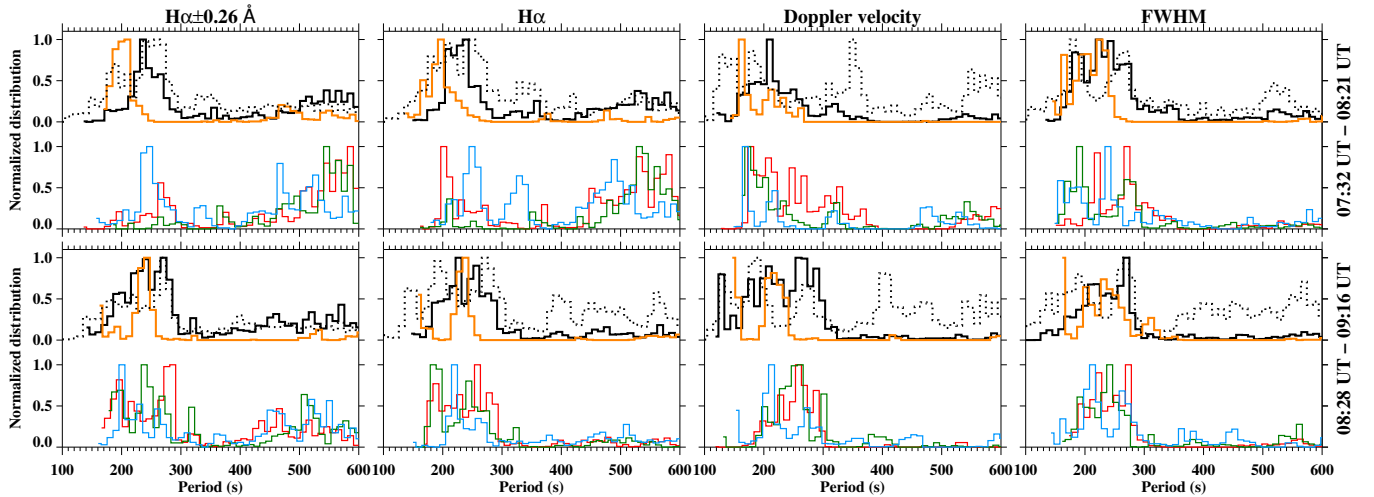 Hα±0.26 Å Hα Doppler velocity FWHM
Normalized distribution
1.0
0.5
0.0
1.0
0.5
0.0
07:32 UT − 08:21 UT
Normalized distribution
1.0
0.5
0.0
1.0
0.5
0.0
08:28 UT − 09:16 UT
100 200 300 400 500 600 100 200 300 400 500 600 100 200 300 400 500 600 100 200 300 400 500 600
Period (s) Period (s) Period (s) Period (s)